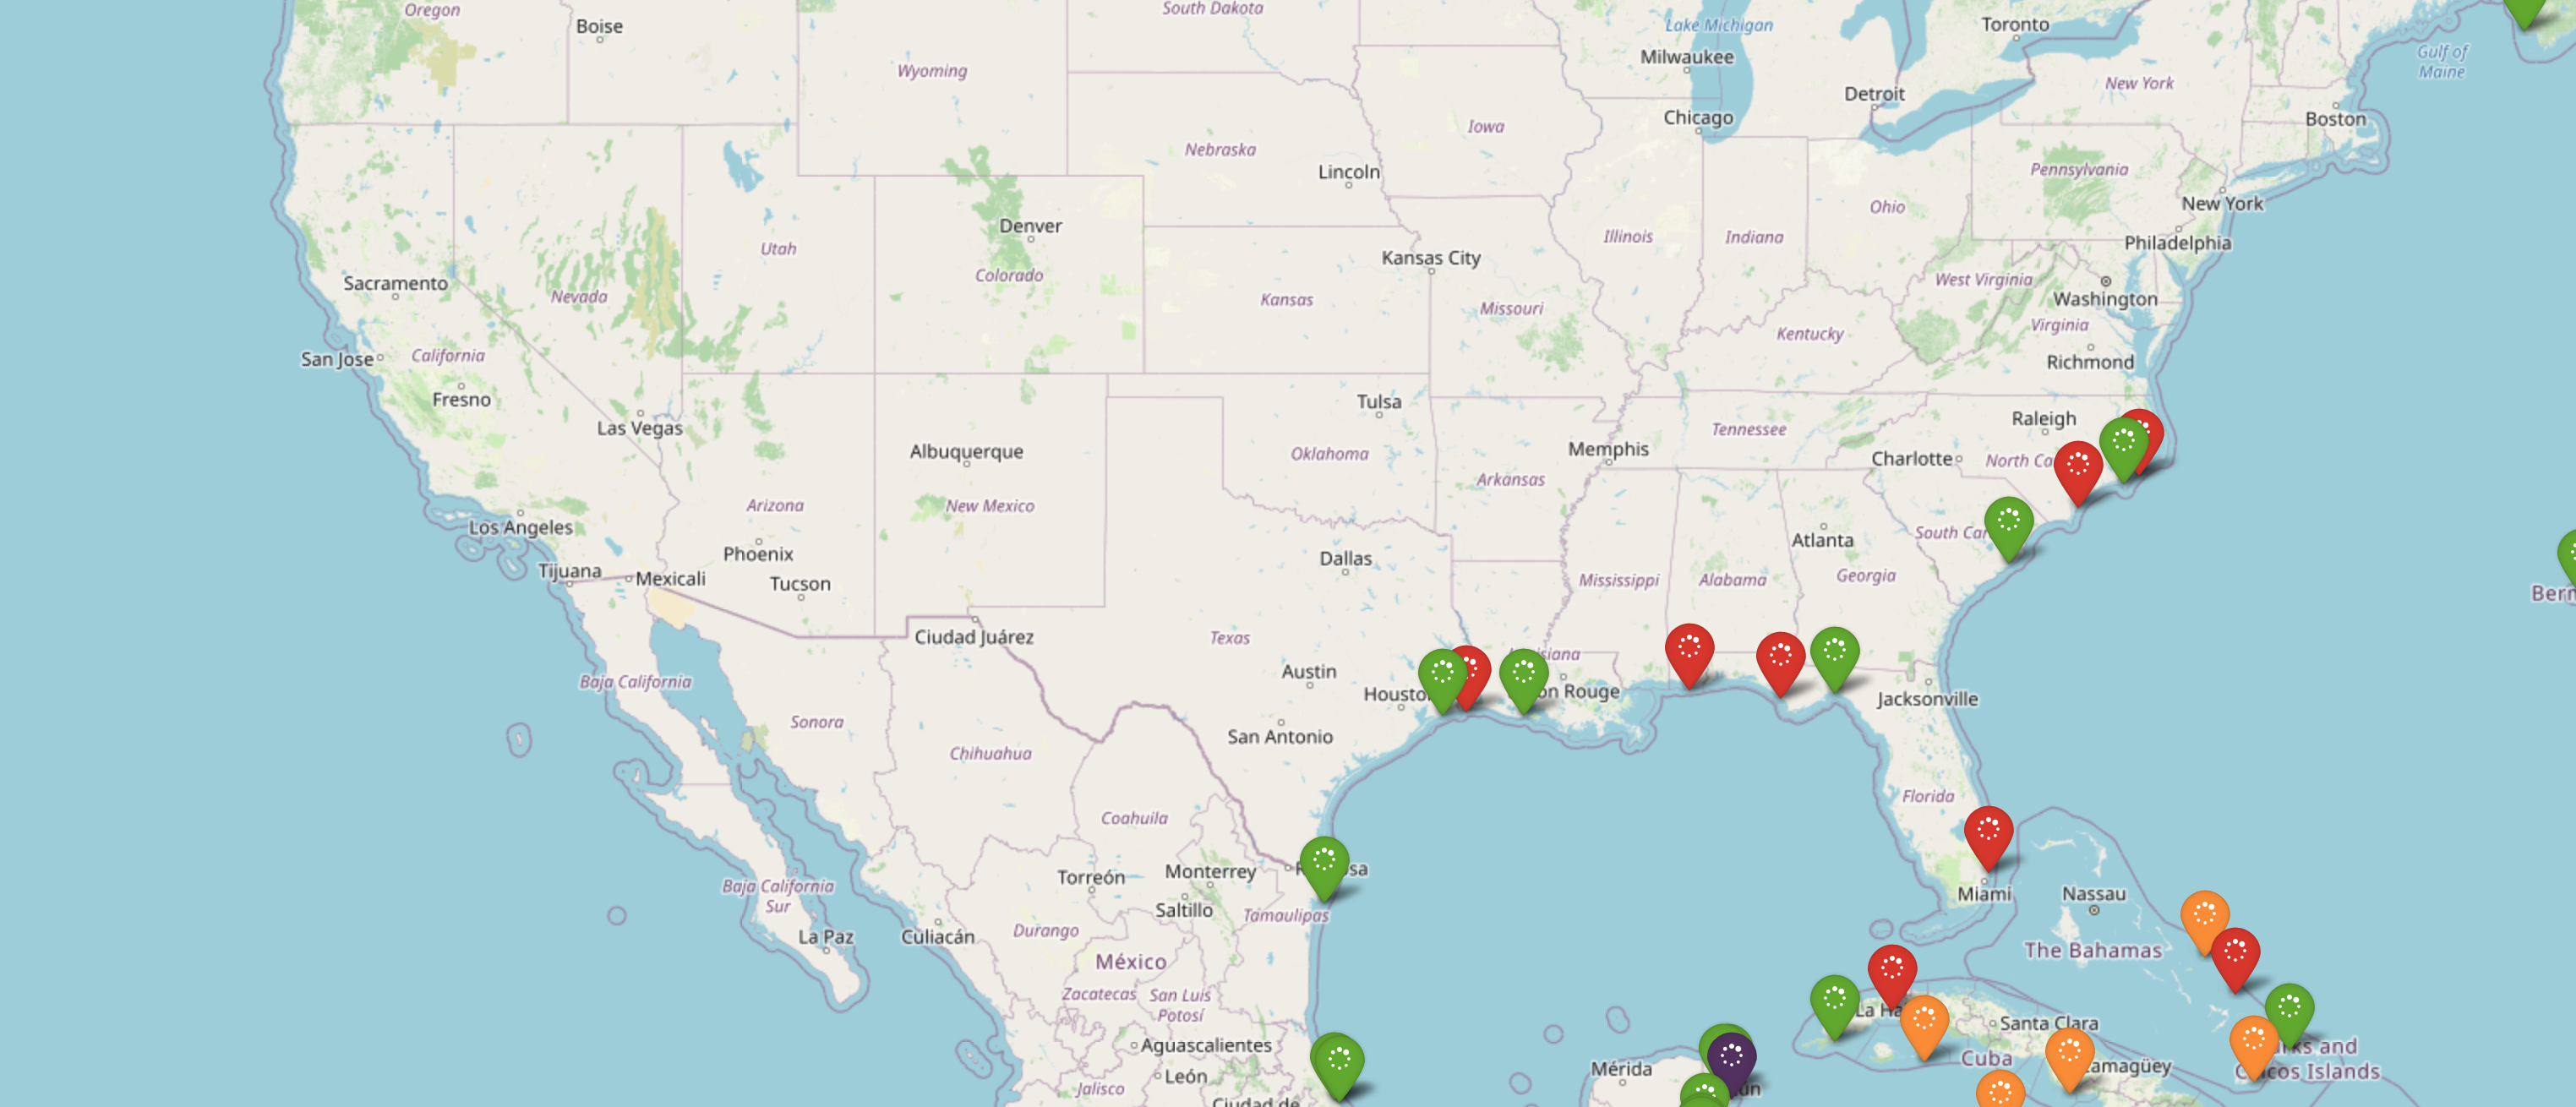 Oregon
Boise
South Dakota
Lake Michigan
Toronto
Milwaukee
Gulf of
Maine
Wyoming
New York
Detroit
Chicago
Boston
Iowa
Nebraska
Lincoln
Pennsylvania
New York
Ohio
Denver
Utah
Illinois
Indiana
Philadelphia
Kansas City
Colorado
West Virginia
Sacramento
Nevada
Kansas
Missouri
Washington
Virginia
Kentucky
San Jose
California
Richmond
Fresno
Tulsa
Las Vegas
Raleigh
Tennessee
Albuquerque
Oklahoma
Memphis
Charlotte
North Ca
Arkansas
Arizona
New Mexico
Los Angeles
South Car
Atlanta
Phoenix
Dallas
Tijuana
Mexicali
Tucson
Mississippi
Alabama
Georgia
Bern
Ciudad Juárez
Texas
isiana
Austin
Baja California
Housto
on Rouge
Jacksonville
Sonora
San Antonio
Chihuahua
Florida
Coahuila
Monterrey
Torreón
sa
Baja California
Sur
Miami
Nassau
Saltillo
Tamaulipas
Durango
La Paz
Culiacán
The Bahamas
México
Zacatecas
San Luis
Potosí
La Ha
Santa Clara
Aguascalientes
rks and
Cuba
Mérida
amagüey
C cos Islands
León
Jalisco
ún
Ciudad de